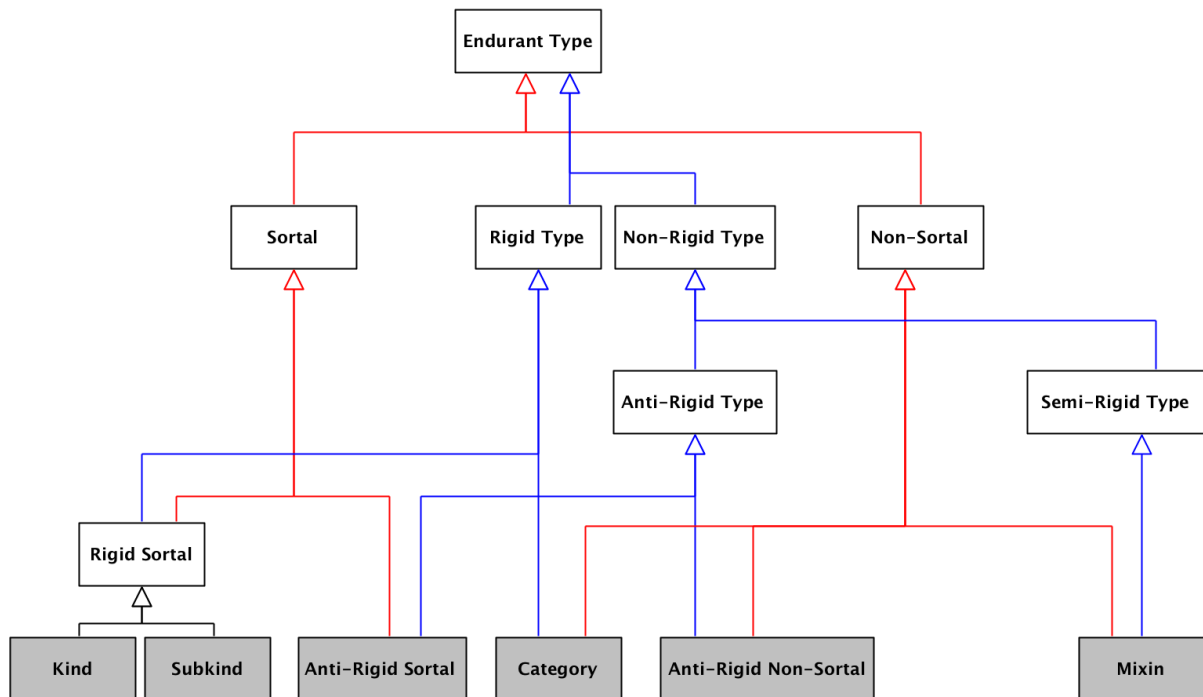 Endurant Type
Sortal
Rigid Type
Non-Rigid Type
Non-Sortal
Anti-Rigid Type
Semi-Rigid Type
Rigid Sortal
Kind
Subkind
Anti-Rigid Sortal
Category
Anti-Rigid Non-Sortal
Mixin